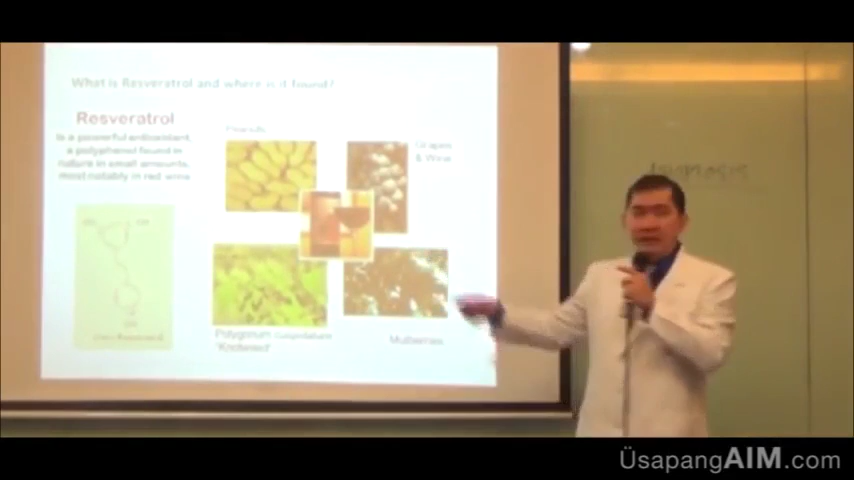 What is Resveratrol and where is it found?
Resveratrol
is a powerful antioxidant,
a polyphenol found in
nature in small amounts,
most notably in red wine
Peanuts
Grapes
& Wine
Polygonum cuspidatum
"Knotweed"
Mulberries
ÜsapangAIM.com